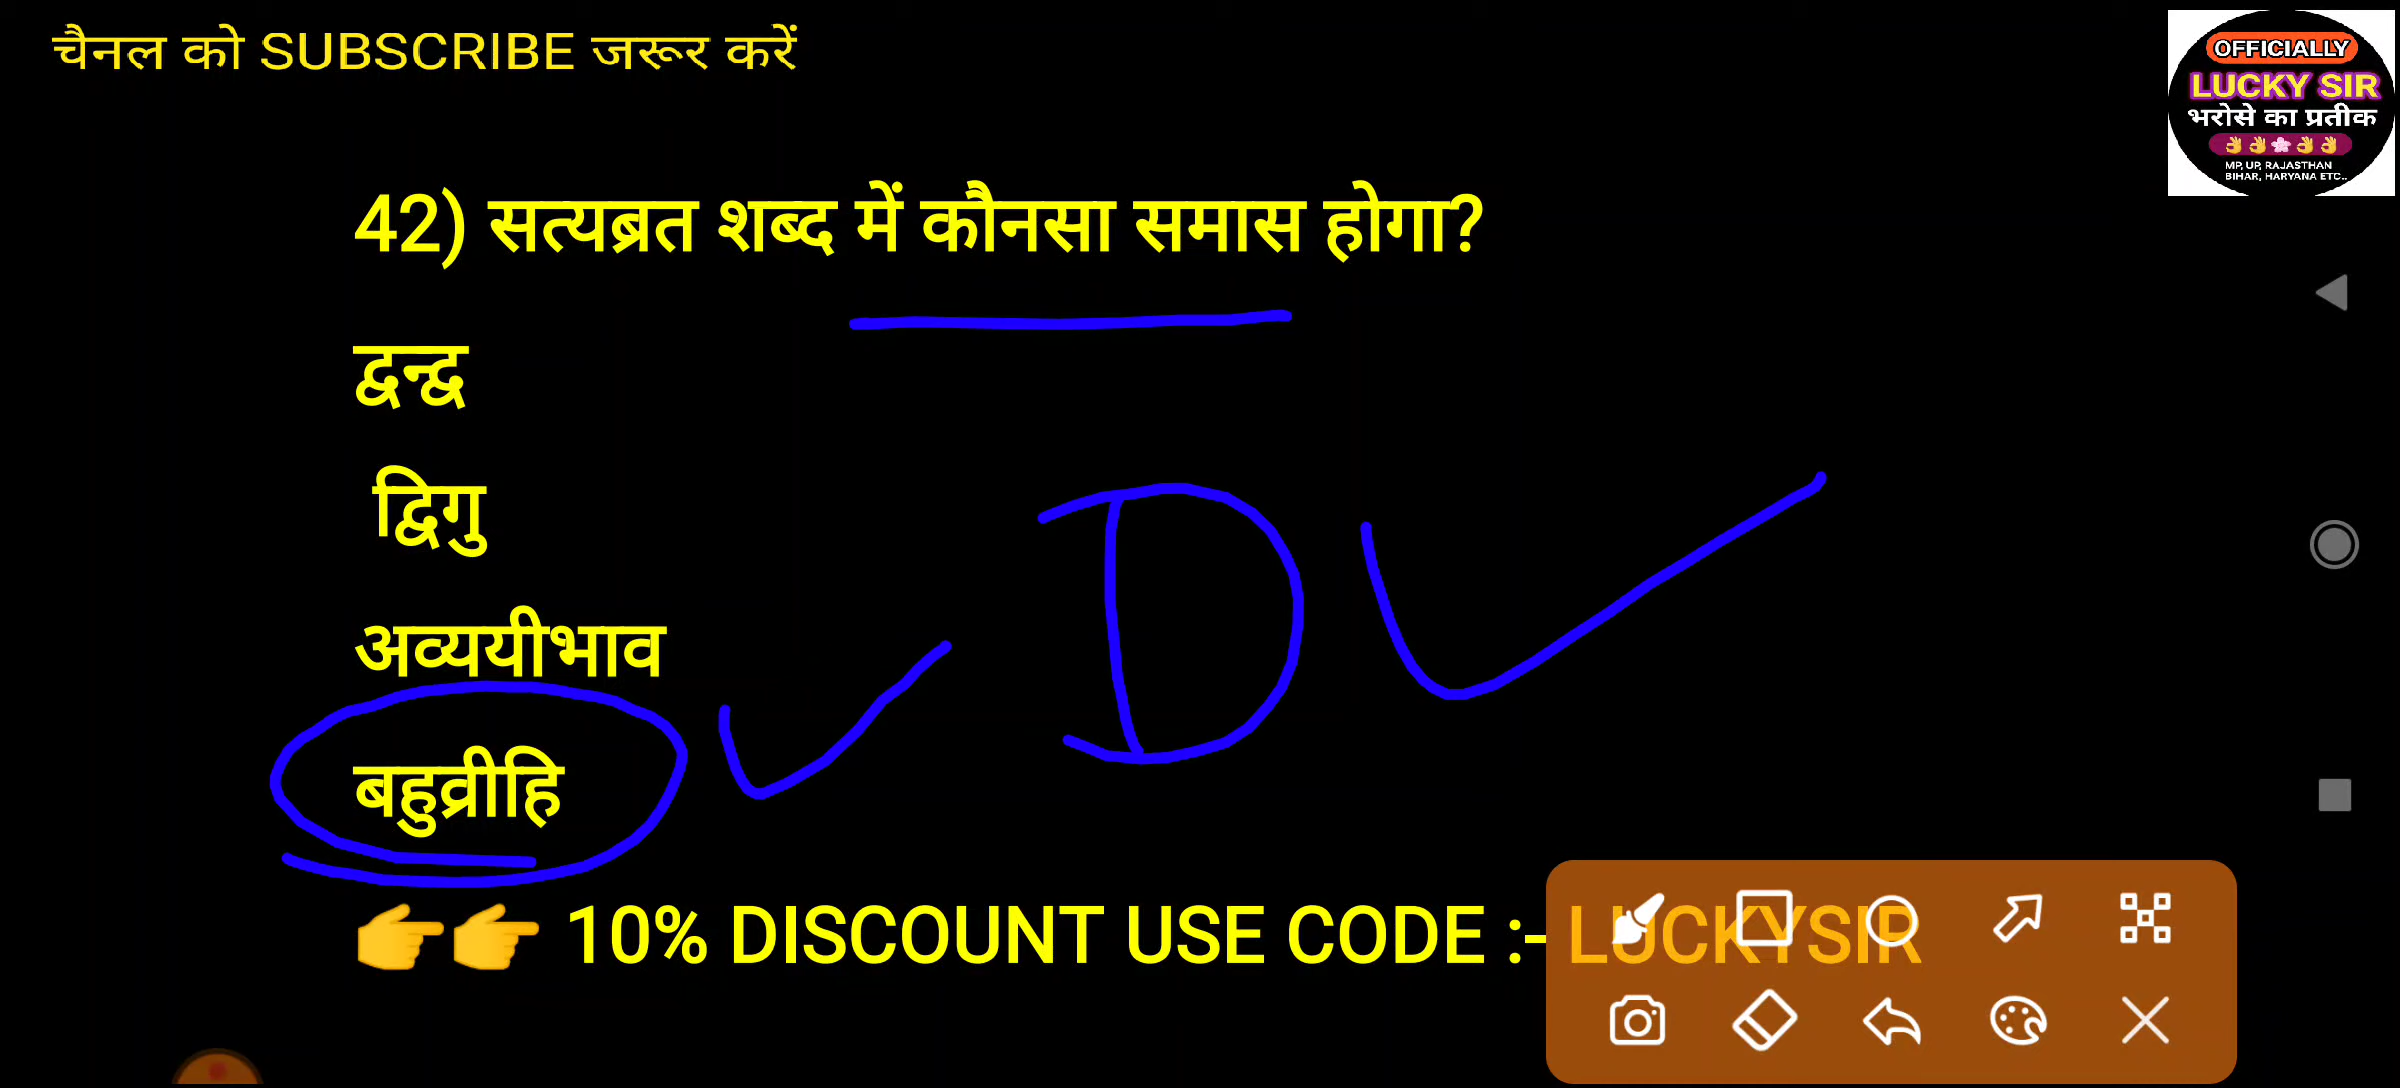 चैनल को SUBSCRIBE जरूर करें
OFFICIALLY
LUCKY SIR
भरोसे का प्रतीक
MP, UP, RAJASTHAN
BIHAR, HARYANA ETC..
42) सत्यब्रत शब्द में कौनसा समास होगा?
द्वन्द्व
द्विगु
अव्ययीभाव
बहुव्रीहि
D
👉👉 10% DISCOUNT USE CODE :- LUCKYSIR